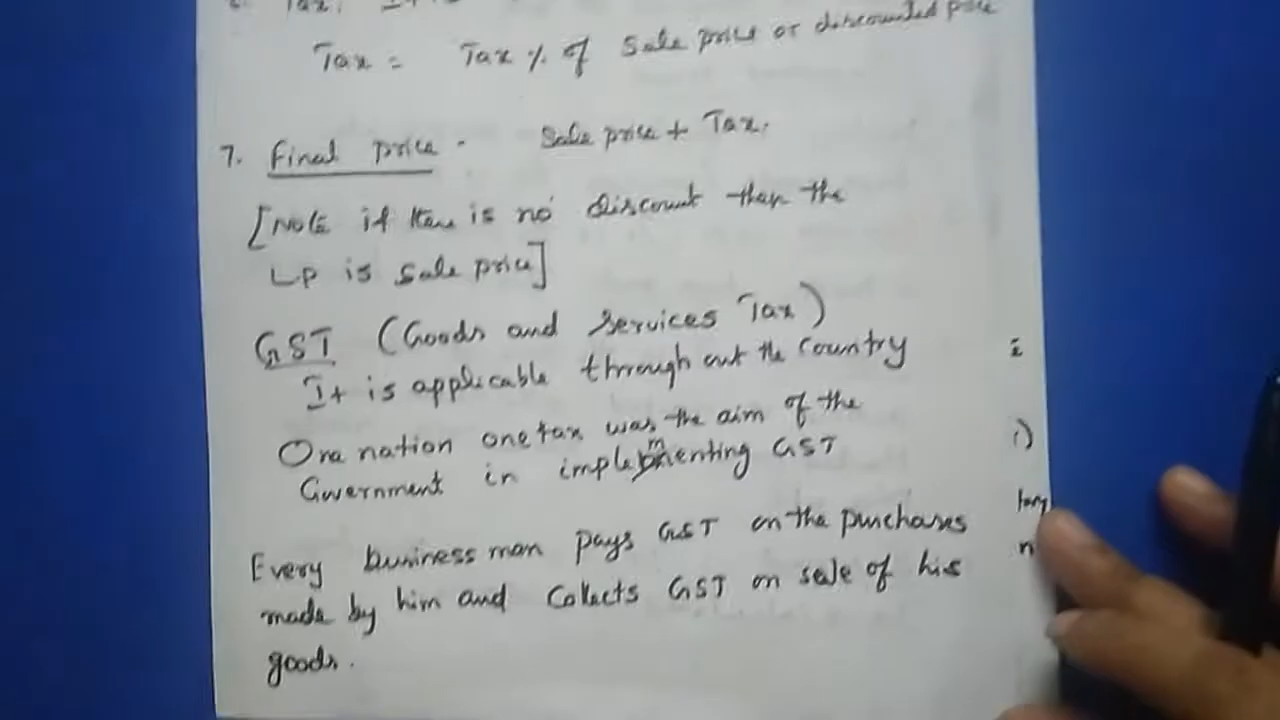 Tax.
Tax = Tax % of Sale price or discounted price
7. Final price - Sale price + Tax.
[Note if there is no discount then the
LP is sale price]
GST (Goods and Services Tax)
It is applicable through out the country
One nation one tax was the aim of the
Government in implementing GST
Every business man pays GST on the purchases
made by him and collects GST on sale of his
goods.
i)